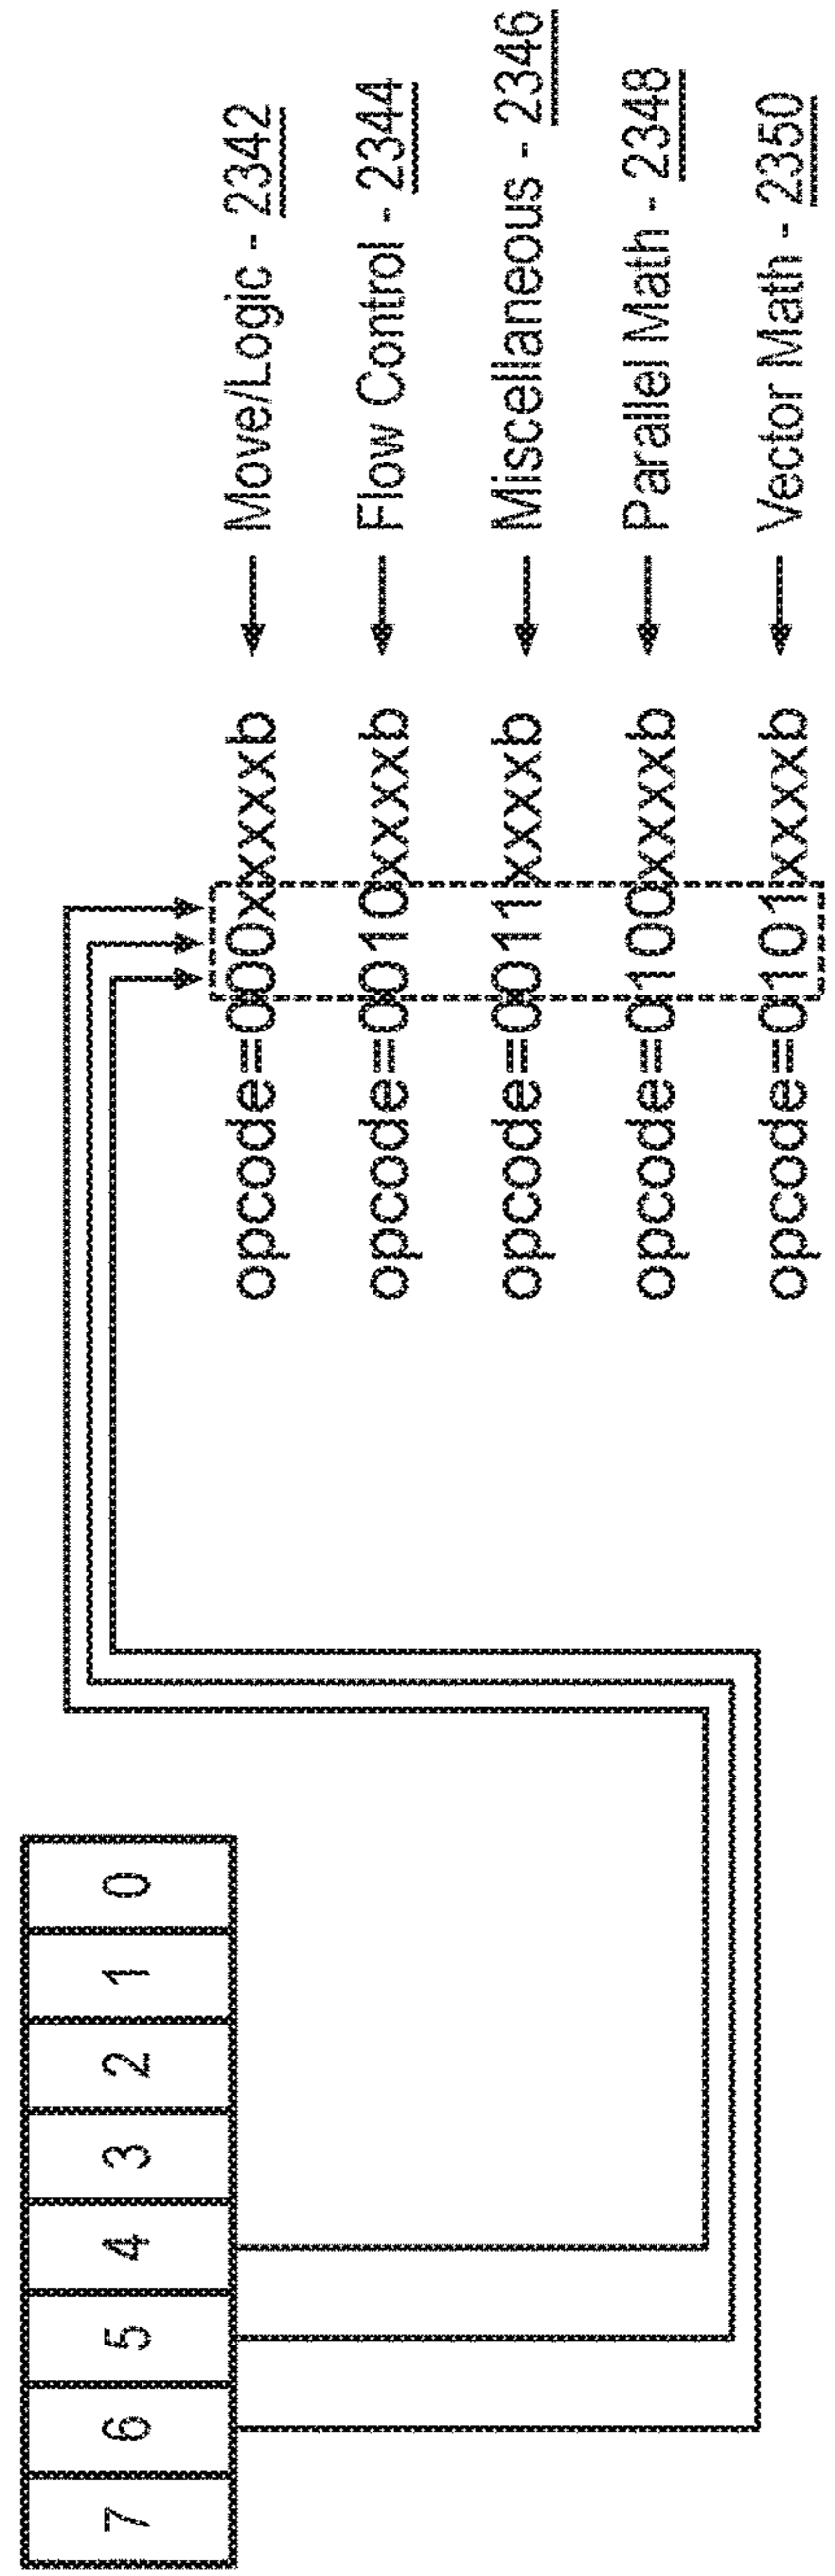 7 6 5 4 3 2 1 0
opcode=000xxxxxb ← Move/Logic - 2342
opcode=0010xxxxb ← Flow Control - 2344
opcode=0011xxxxb ← Miscellaneous - 2346
opcode=0100xxxxb ← Parallel Math - 2348
opcode=0101xxxxb ← Vector Math - 2350